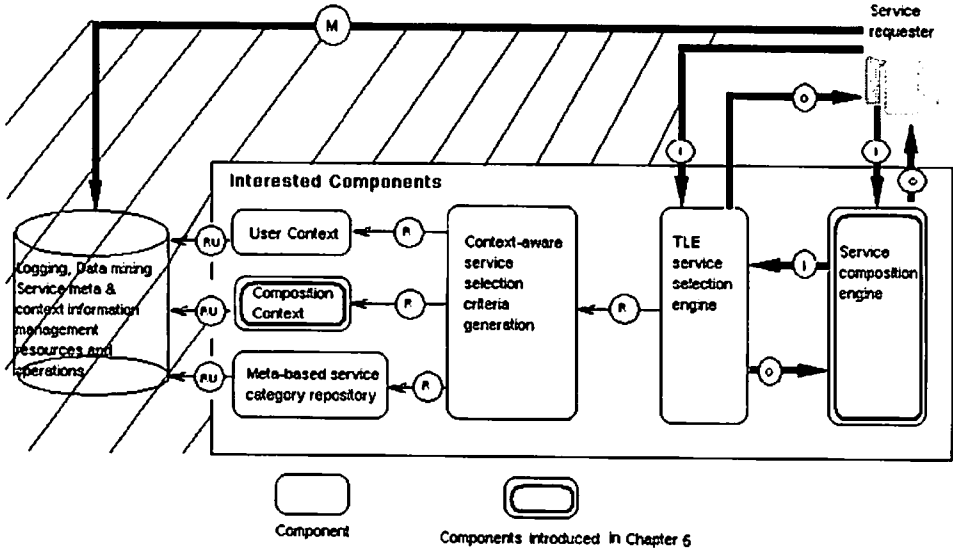 M
Service
requester
O
I
I
O
Interested Components
User Context
R
RU
Logging, Data mining
Service meta &
context information
management
resources and
operations
Composition
Context
R
RU
Meta-based service
category repository
R
RU
Context-aware
service
selection
criteria
generation
R
TLE
service
selection
engine
I
O
Service
composition
engine
Component
Components introduced in Chapter 6